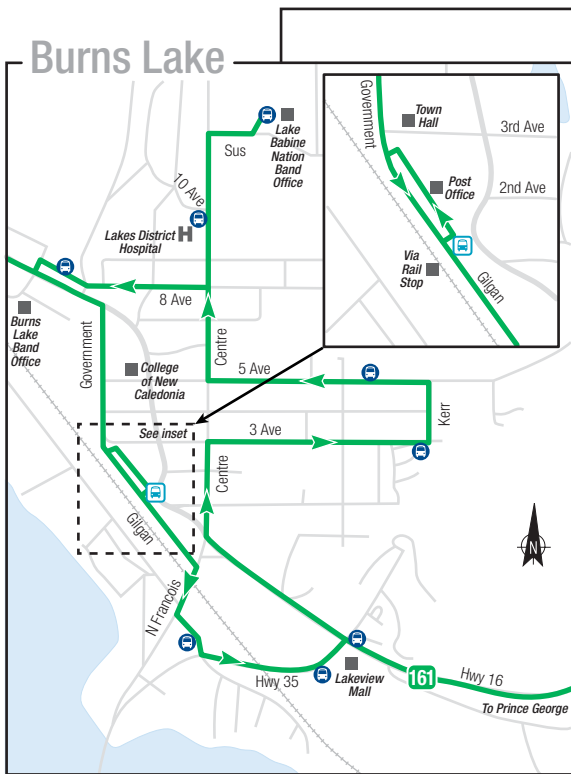 Burns Lake
Government
Town
Hall
3rd Ave
Post
Office
2nd Ave
Via
Rail
Stop
Gilgan
Lake
Babine
Nation
Band
Office
Sus
10 Ave
Lakes District
Hospital
H
8 Ave
Burns
Lake
Band
Office
Government
Centre
College
of New
Caledonia
5 Ave
Kerr
See inset
3 Ave
Centre
Gilgan
N
N Francois
Hwy 35
Lakeview
Mall
161
Hwy 16
To Prince George